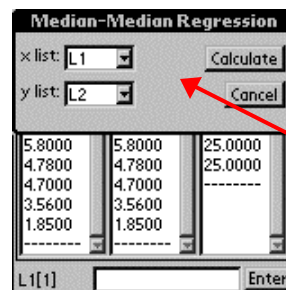 Median-Median Regression
x list: L1 Calculate
y list: L2 Cancel
5.8000 5.8000 25.0000
4.7800 4.7800 25.0000
4.7000 4.7000 --------
3.5600 3.5600
1.8500 1.8500
-------- --------
L1[1] Enter